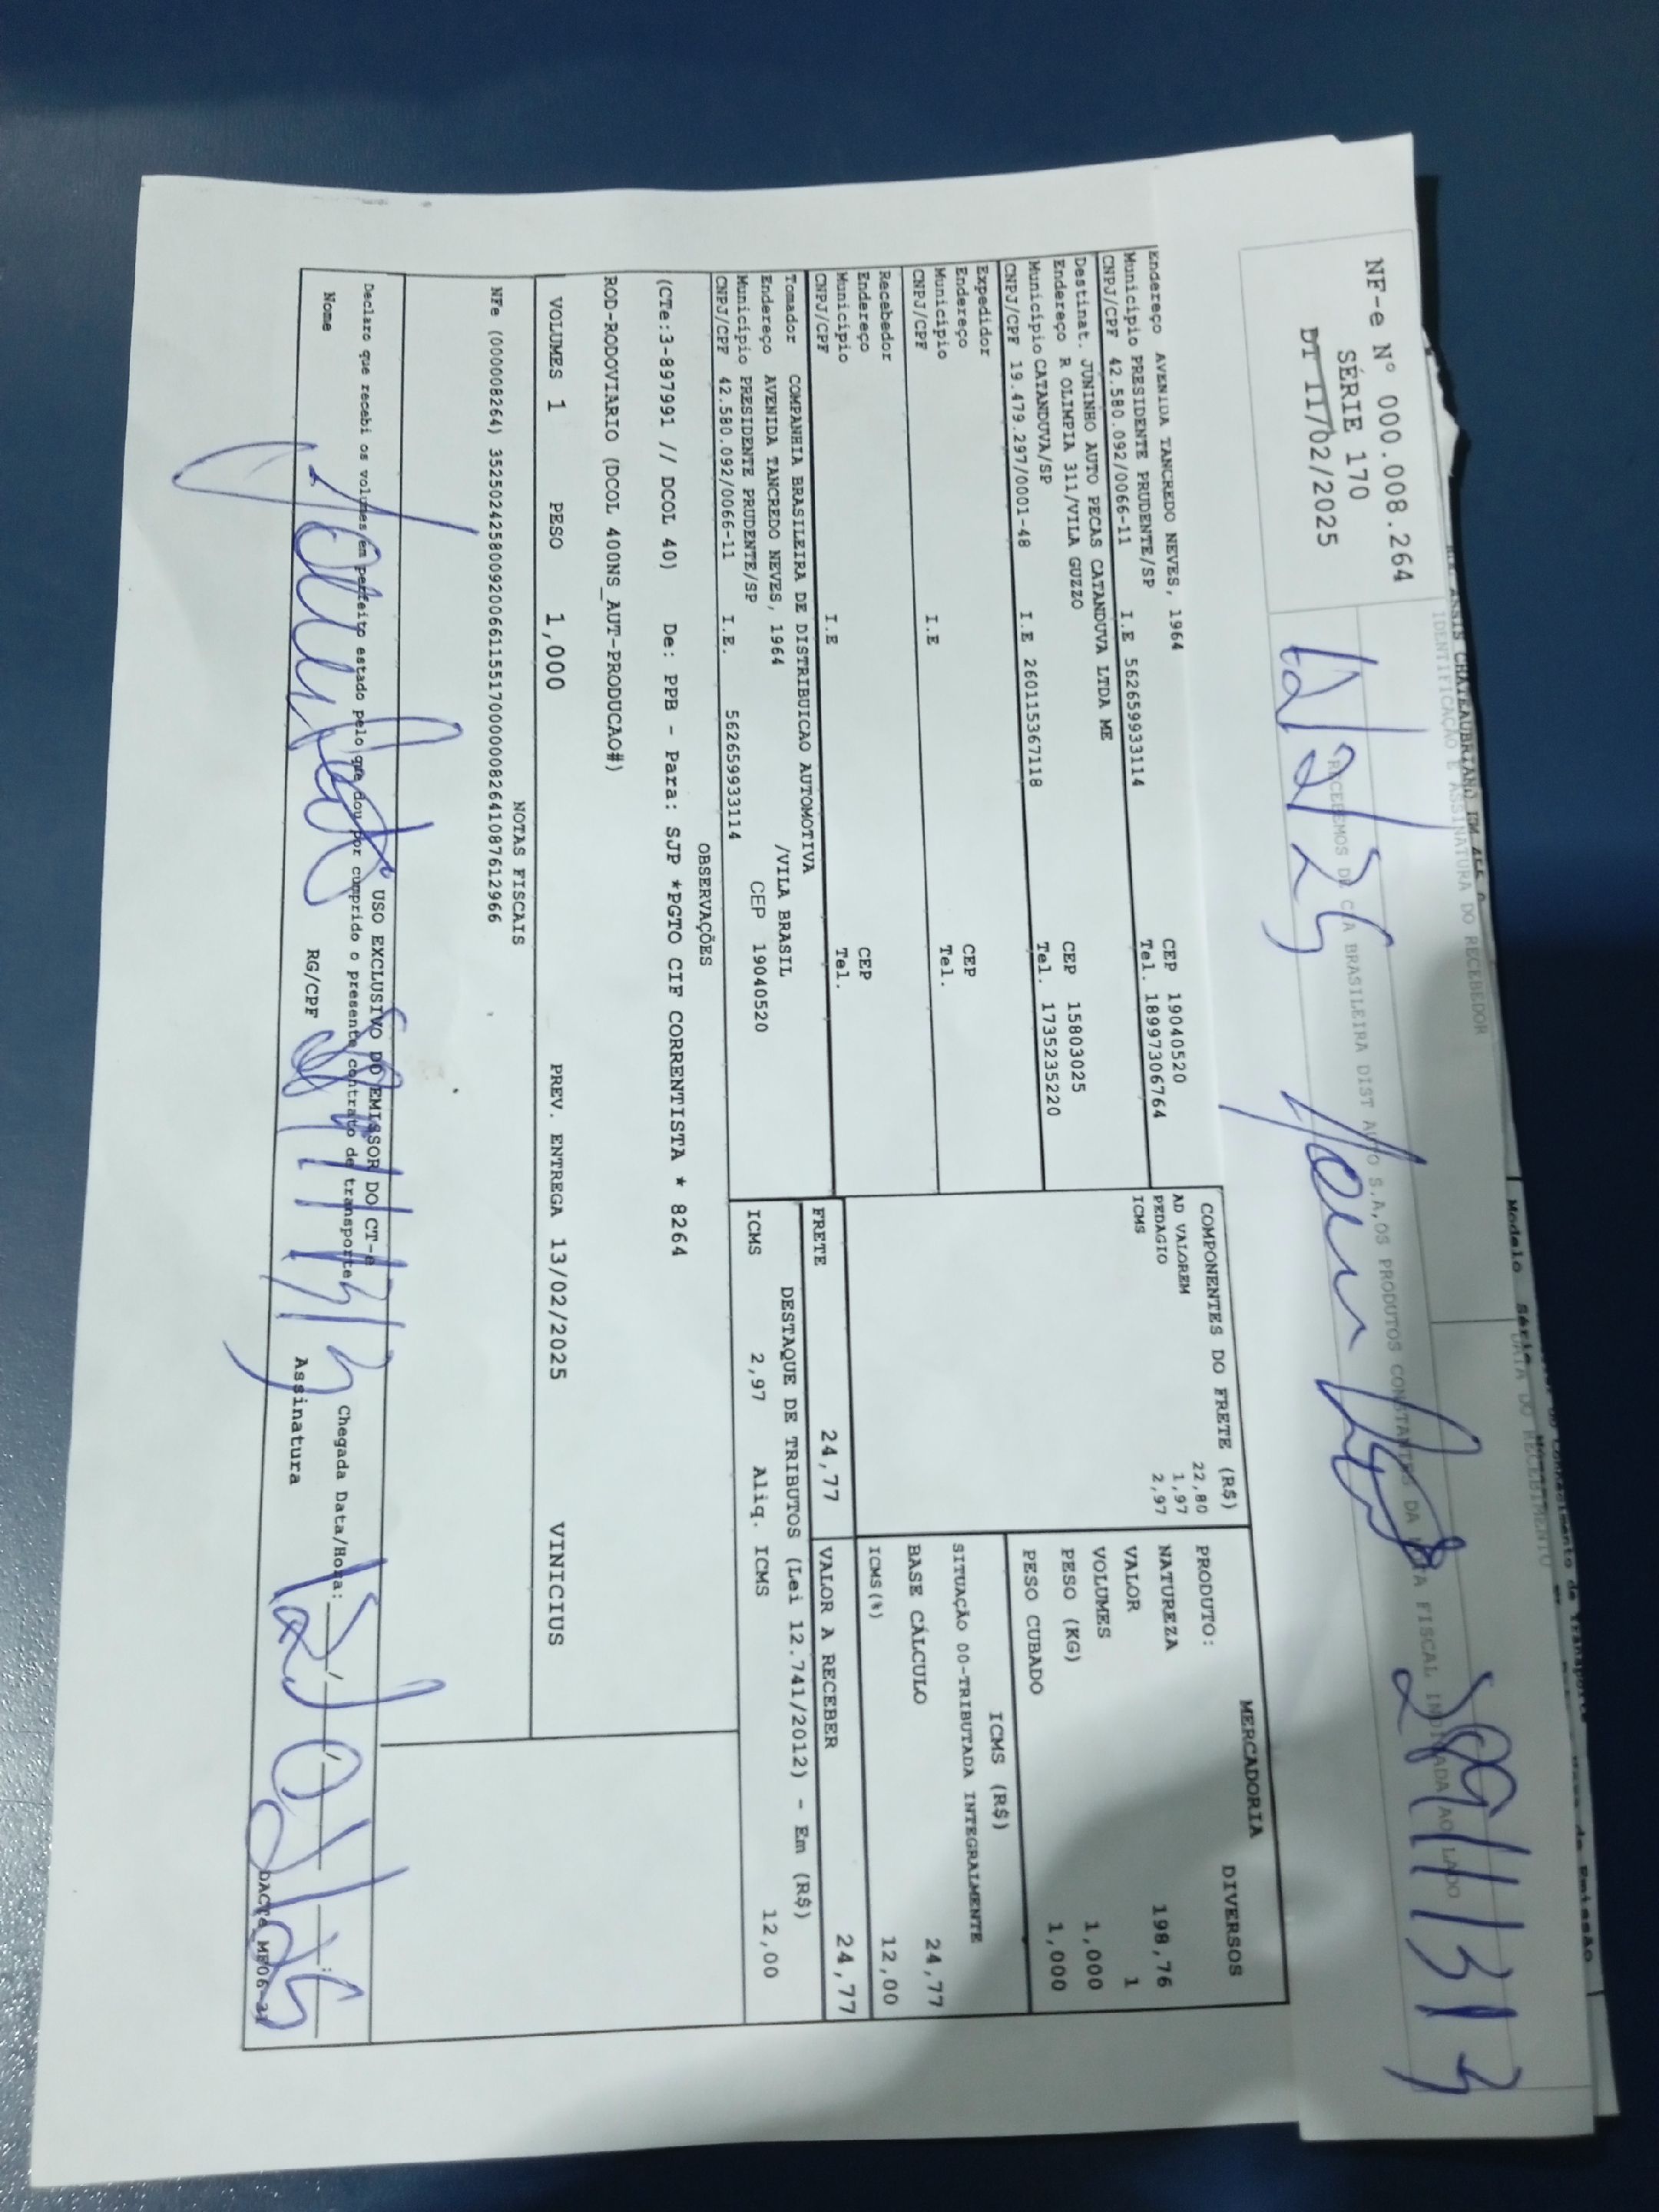 NF-e Nº 000.008.264
SÉRIE 170
DT 11/02/2025
IDENTIFICAÇÃO E ASSINATURA DO RECEBEDOR
DATA DO RECEBIMENTO
RECEBEMOS DE CIA BRASILEIRA DIST AUTO S.A, OS PRODUTOS CONSTANTES DA NOTA FISCAL INDICADA AO LADO
Modelo Série
Endereço AVENIDA TANCREDO NEVES, 1964 CEP 19040520
Município PRESIDENTE PRUDENTE/SP Tel. 18997306764
CNPJ/CPF 42.580.092/0066-11 I.E 562659933114
Destinat. JUNINHO AUTO PECAS CATANDUVA LTDA ME
Endereço R OLIMPIA 311/VILA GUZZO CEP 15803025
Município CATANDUVA/SP Tel. 1735235220
CNPJ/CPF 19.479.297/0001-48 I.E 260115367118
Expedidor
Endereço CEP
Município Tel.
CNPJ/CPF I.E
Recebedor
Endereço CEP
Município Tel.
CNPJ/CPF I.E
Tomador COMPANHIA BRASILEIRA DE DISTRIBUICAO AUTOMOTIVA
Endereço AVENIDA TANCREDO NEVES, 1964 /VILA BRASIL
Município PRESIDENTE PRUDENTE/SP CEP 19040520
CNPJ/CPF 42.580.092/0066-11 I.E. 562659933114
COMPONENTES DO FRETE (R$)
AD VALOREM 22,80
PEDAGIO 1,97
ICMS 2,97
FRETE 24,77
MERCADORIA
PRODUTO: DIVERSOS
NATUREZA
VALOR 198,76
VOLUMES 1
PESO (KG) 1,000
PESO CUBADO 1,000
ICMS (R$)
SITUAÇÃO 00-TRIBUTADA INTEGRALMENTE
BASE CÁLCULO 24,77
ICMS(%) 12,00
VALOR A RECEBER 24,77
DESTAQUE DE TRIBUTOS (Lei 12.741/2012) - Em (R$)
ICMS 2,97 Aliq. ICMS 12,00
OBSERVAÇÕES
(CTe:3-897991 // DCOL 40) De: PPB - Para: SJP *PGTO CIF CORRENTISTA * 8264
ROD-RODOVIARIO (DCOL 400NS_AUT-PRODUCAO#)
VOLUMES 1 PESO 1,000 PREV. ENTREGA 13/02/2025 VINICIUS
NOTAS FISCAIS
NFe (000008264) 35250242580092006611551700000082641087612966
USO EXCLUSIVO DO EMISSOR DO CT-e
Declaro que recebi os volumes em perfeito estado pelo que dou por cumprido o presente contrato de transporte
Chegada Data/Hora:
Nome RG/CPF Assinatura